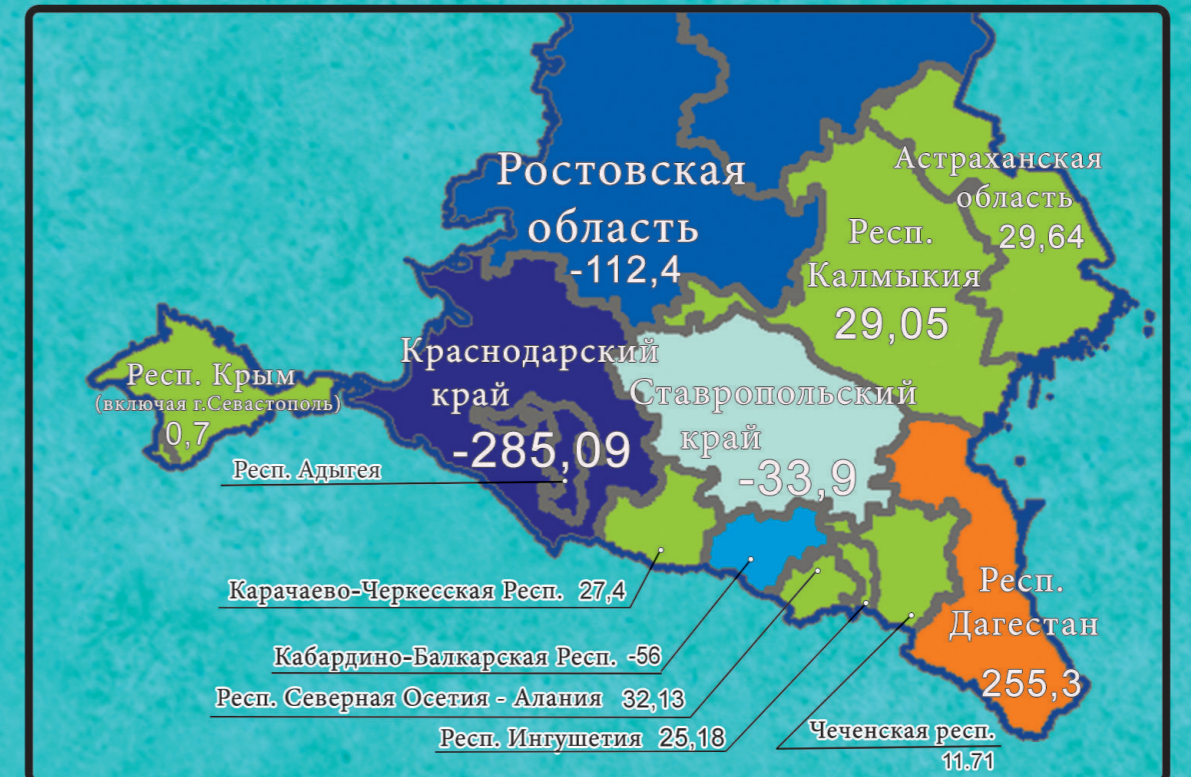 Ростовская
область
-112,4
Астраханская
область
29,64
Респ.
Калмыкия
29,05
Краснодарский
край
-285,09
Ставропольский
край
-33,9
Респ. Крым
(включая г.Севастополь)
0,7
Респ. Адыгея
Карачаево-Черкесская Респ. 27,4
Кабардино-Балкарская Респ. -56
Респ. Северная Осетия - Алания 32,13
Респ. Ингушетия 25,18
Чеченская респ.
11.71
Респ.
Дагестан
255,3